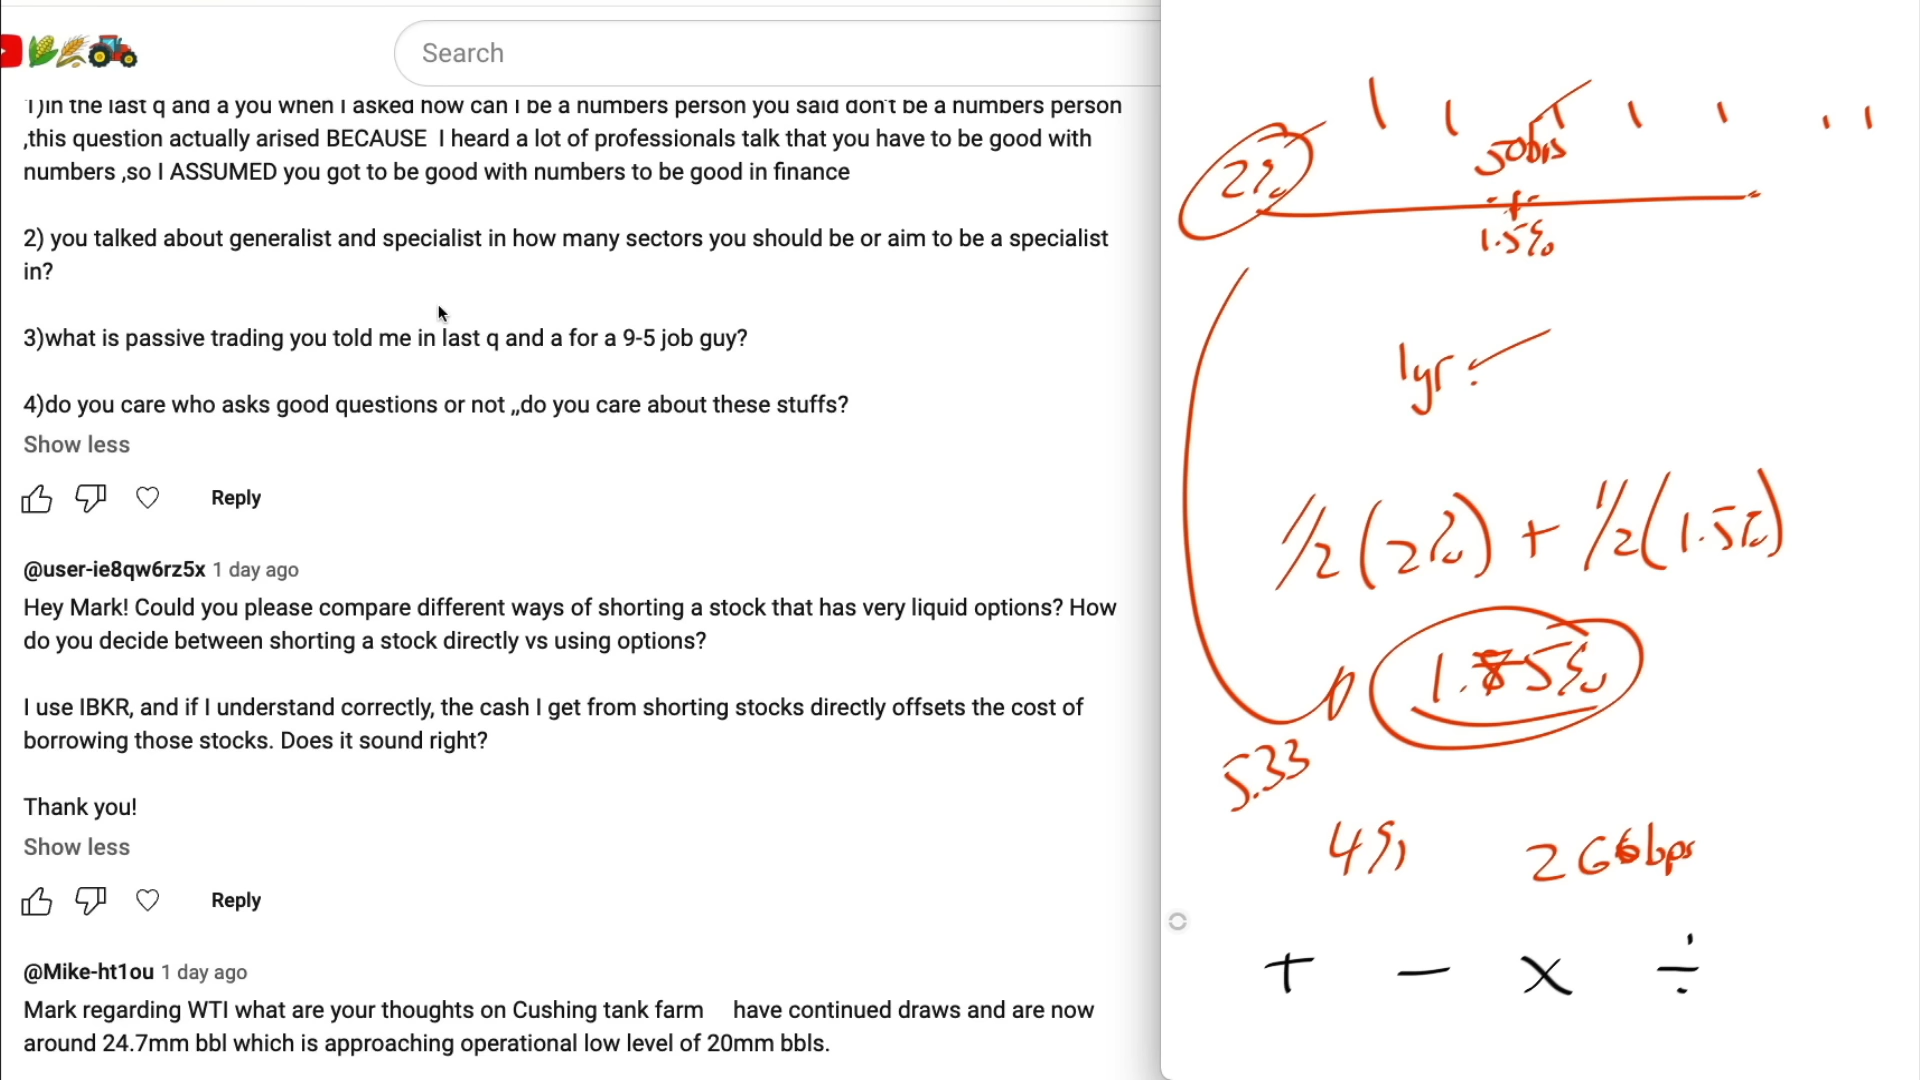 Search
1)in the last q and a you when I asked how can I be a numbers person you said don't be a numbers person
,this question actually arised BECAUSE I heard a lot of professionals talk that you have to be good with
numbers ,so I ASSUMED you got to be good with numbers to be good in finance
2) you talked about generalist and specialist in how many sectors you should be or aim to be a specialist
in?
3)what is passive trading you told me in last q and a for a 9-5 job guy?
4)do you care who asks good questions or not ,,do you care about these stuffs?
Show less
Reply
@user-ie8qw6rz5x 1 day ago
Hey Mark! Could you please compare different ways of shorting a stock that has very liquid options? How
do you decide between shorting a stock directly vs using options?
I use IBKR, and if I understand correctly, the cash I get from shorting stocks directly offsets the cost of
borrowing those stocks. Does it sound right?
Thank you!
Show less
Reply
@Mike-ht1ou 1 day ago
Mark regarding WTI what are your thoughts on Cushing tank farm have continued draws and are now
around 24.7mm bbl which is approaching operational low level of 20mm bbls.
2%
1.5%
1yr
1/2 (2%) + 1/2 (1.5%)
5.33
+ - x ÷